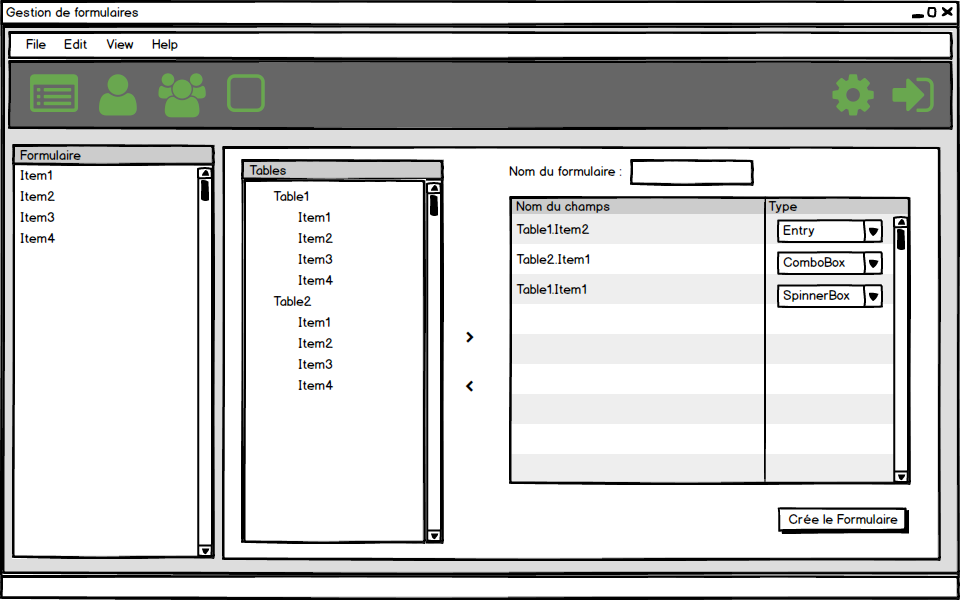 Gestion de formulaires
File Edit View Help
Formulaire
Item1
Item2
Item3
Item4
Tables
Table1
Item1
Item2
Item3
Item4
Table2
Item1
Item2
Item3
Item4
Nom du formulaire :
Nom du champs Type
Table1.Item2 Entry
Table2.Item1 ComboBox
Table1.Item1 SpinnerBox
Crée le Formulaire